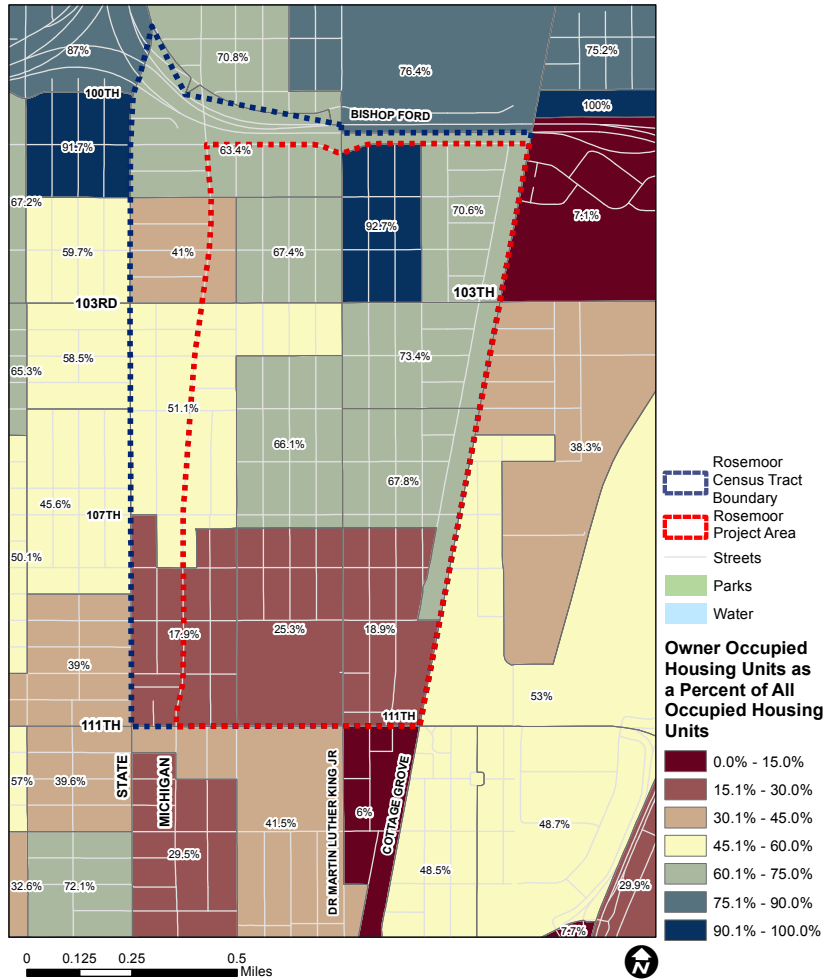 87%
70.8%
75.2%
76.4%
100TH
100%
BISHOP FORD
91.7%
63.4%
67.2%
70.6%
7.1%
92.7%
59.7%
41%
67.4%
103RD
103TH
58.5%
73.4%
65.3%
51.1%
66.1%
38.3%
67.8%
45.6%
107TH
50.1%
17.9%
25.3%
18.9%
39%
53%
111TH
111TH
STATE
MICHIGAN
DR MARTIN LUTHER KING JR
COTTAGE GROVE
57%
39.6%
6%
41.5%
48.7%
29.5%
48.5%
32.6%
72.1%
29.9%
7.7%
Rosemoor
Census Tract
Boundary
Rosemoor
Project Area
Streets
Parks
Water
Owner Occupied
Housing Units as
a Percent of All
Occupied Housing
Units
0.0% - 15.0%
15.1% - 30.0%
30.1% - 45.0%
45.1% - 60.0%
60.1% - 75.0%
75.1% - 90.0%
90.1% - 100.0%
0 0.125 0.25 0.5
Miles
N